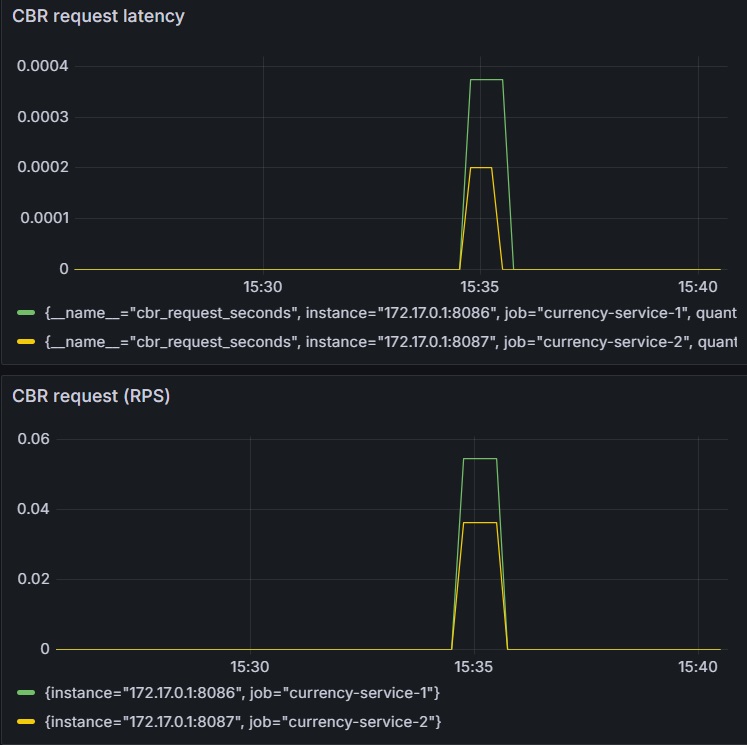 CBR request latency
0.0004
0.0003
0.0002
0.0001
0
15:30 15:35 15:40
{__name__="cbr_request_seconds", instance="172.17.0.1:8086", job="currency-service-1", quant
{__name__="cbr_request_seconds", instance="172.17.0.1:8087", job="currency-service-2", quant
CBR request (RPS)
0.06
0.04
0.02
0
15:30 15:35 15:40
{instance="172.17.0.1:8086", job="currency-service-1"}
{instance="172.17.0.1:8087", job="currency-service-2"}